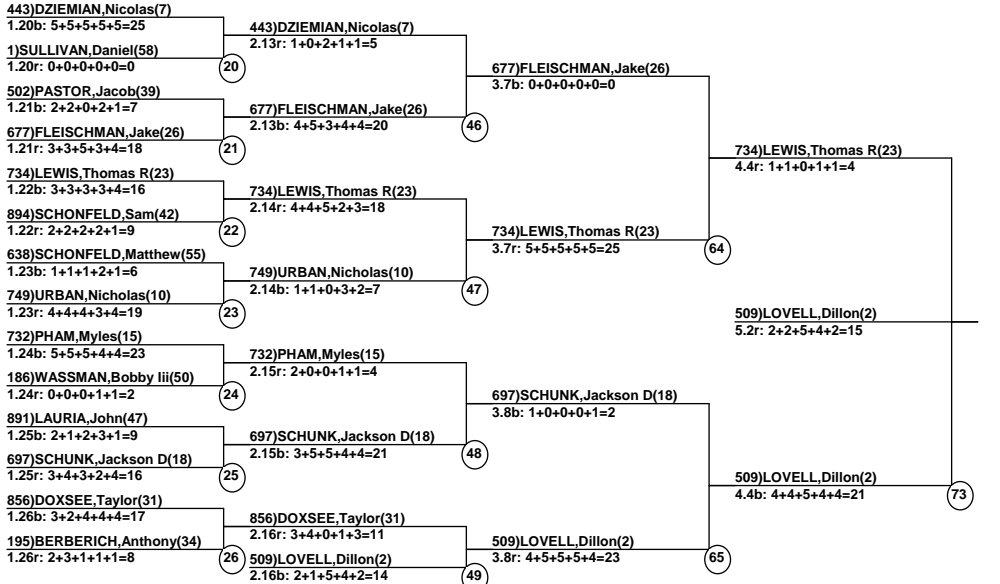 443)DZIEMIAN,Nicolas(7)
1.20b: 5+5+5+5+5=25
1)SULLIVAN,Daniel(58)
1.20r: 0+0+0+0+0=0
20
502)PASTOR,Jacob(39)
1.21b: 2+2+0+2+1=7
677)FLEISCHMAN,Jake(26)
1.21r: 3+3+5+3+4=18
21
734)LEWIS,Thomas R(23)
1.22b: 3+3+3+3+4=16
894)SCHONFELD,Sam(42)
1.22r: 2+2+2+2+1=9
22
638)SCHONFELD,Matthew(55)
1.23b: 1+1+1+2+1=6
749)URBAN,Nicholas(10)
1.23r: 4+4+4+3+4=19
23
732)PHAM,Myles(15)
1.24b: 5+5+5+4+4=23
186)WASSMAN,Bobby Iii(50)
1.24r: 0+0+0+1+1=2
24
891)LAURIA,John(47)
1.25b: 2+1+2+3+1=9
697)SCHUNK,Jackson D(18)
1.25r: 3+4+3+2+4=16
25
856)DOXSEE,Taylor(31)
1.26b: 3+2+4+4+4=17
195)BERBERICH,Anthony(34)
1.26r: 2+3+1+1+1=8
26
443)DZIEMIAN,Nicolas(7)
2.13r: 1+0+2+1+1=5
677)FLEISCHMAN,Jake(26)
2.13b: 4+5+3+4+4=20
46
734)LEWIS,Thomas R(23)
2.14r: 4+4+5+2+3=18
749)URBAN,Nicholas(10)
2.14b: 1+1+0+3+2=7
47
732)PHAM,Myles(15)
2.15r: 2+0+0+1+1=4
697)SCHUNK,Jackson D(18)
2.15b: 3+5+5+4+4=21
48
856)DOXSEE,Taylor(31)
2.16r: 3+4+0+1+3=11
509)LOVELL,Dillon(2)
2.16b: 2+1+5+4+2=14
49
677)FLEISCHMAN,Jake(26)
3.7b: 0+0+0+0+0=0
734)LEWIS,Thomas R(23)
3.7r: 5+5+5+5+5=25
64
697)SCHUNK,Jackson D(18)
3.8b: 1+0+0+0+1=2
509)LOVELL,Dillon(2)
3.8r: 4+5+5+5+4=23
65
734)LEWIS,Thomas R(23)
4.4r: 1+1+0+1+1=4
509)LOVELL,Dillon(2)
5.2r: 2+2+5+4+2=15
509)LOVELL,Dillon(2)
4.4b: 4+4+5+4+4=21
73